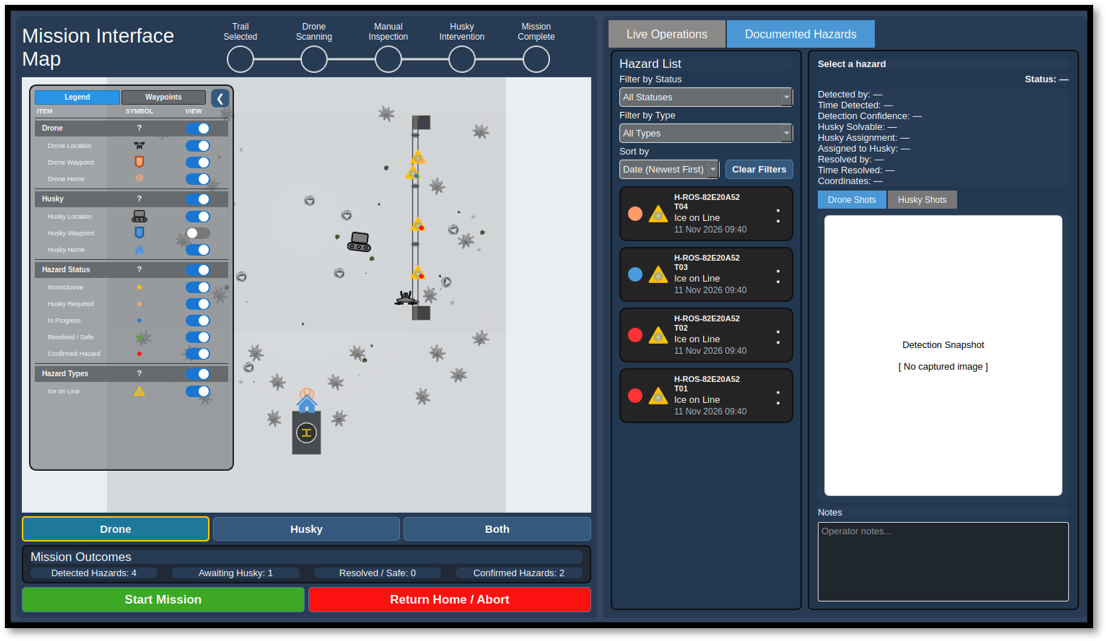 Mission Interface
Map
Trail
Selected
Drone
Scanning
Manual
Inspection
Husky
Intervention
Mission
Complete
Legend
Waypoints
ITEM SYMBOL VIEW
Drone ?
Drone Location
Drone Waypoint
Drone Home
Husky ?
Husky Location
Husky Waypoint
Husky Home
Hazard Status ?
Inconclusive
Husky Required
In Progress
Resolved / Safe
Confirmed Hazard
Hazard Types ?
Ice on Line
Drone
Husky
Both
Mission Outcomes
Detected Hazards: 4
Awaiting Husky: 1
Resolved / Safe: 0
Confirmed Hazards: 2
Start Mission
Return Home / Abort
Live Operations
Documented Hazards
Hazard List
Filter by Status
All Statuses
Filter by Type
All Types
Sort by
Date (Newest First)
Clear Filters
H-ROS-82E20A52
T04
Ice on Line
11 Nov 2026 09:40
H-ROS-82E20A52
T03
Ice on Line
11 Nov 2026 09:40
H-ROS-82E20A52
T02
Ice on Line
11 Nov 2026 09:40
H-ROS-82E20A52
T01
Ice on Line
11 Nov 2026 09:40
Select a hazard
Status: —
Detected by: —
Time Detected: —
Detection Confidence: —
Husky Solvable: —
Husky Assignment: —
Assigned to Husky: —
Resolved by: —
Time Resolved: —
Coordinates: —
Drone Shots
Husky Shots
Detection Snapshot
[ No captured image ]
Notes
Operator notes...